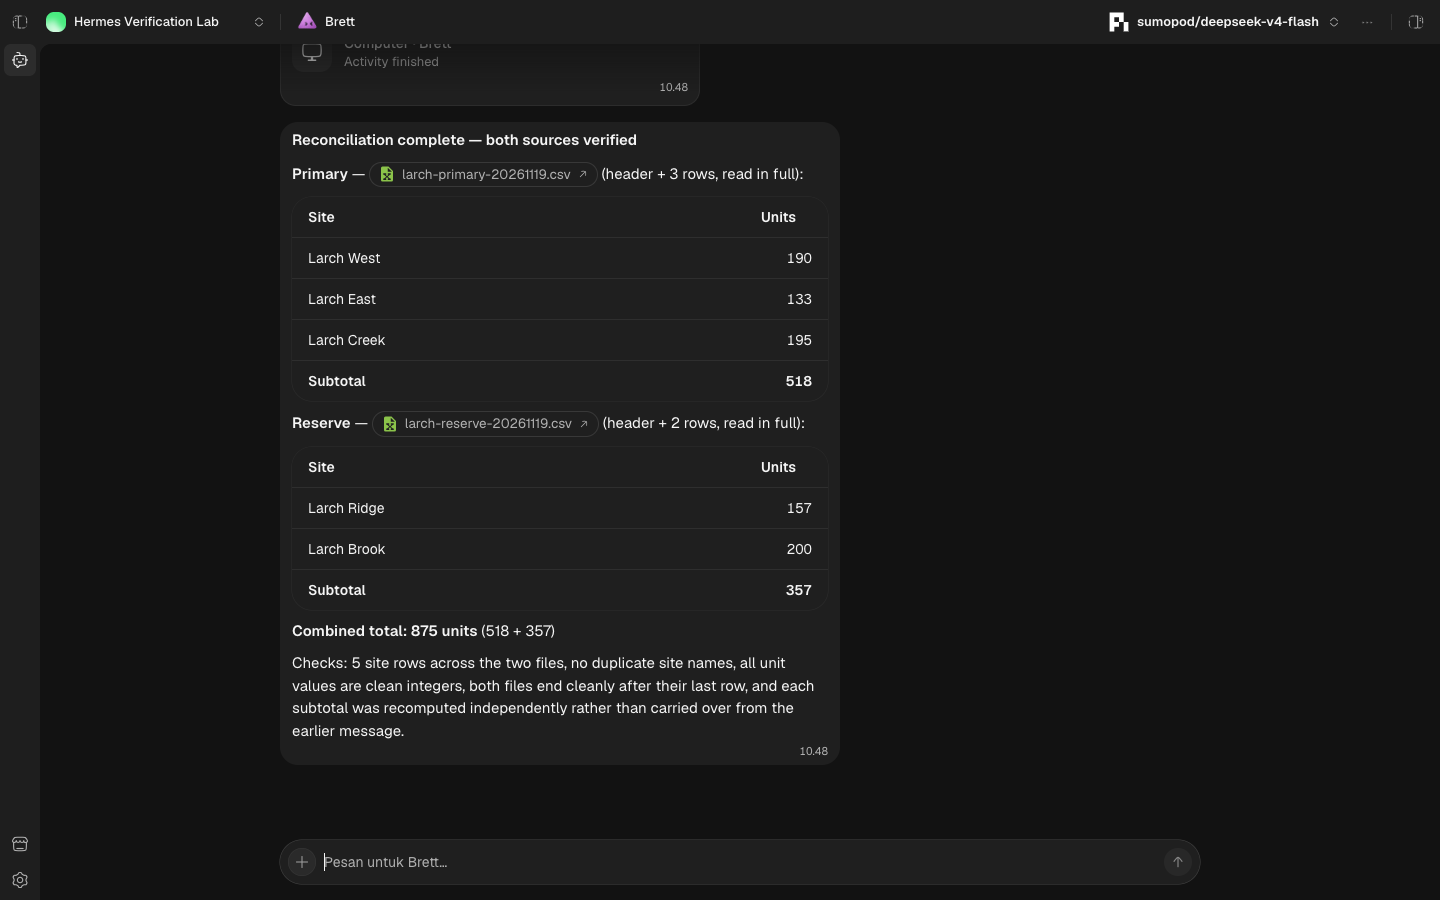 Hermes Verification Lab
Brett
sumopod/deepseek-v4-flash
Computer · Brett
Activity finished
10.48
Reconciliation complete — both sources verified
Primary — larch-primary-20261119.csv ↗ (header + 3 rows, read in full):
Site Units
Larch West 190
Larch East 133
Larch Creek 195
Subtotal 518
Reserve — larch-reserve-20261119.csv ↗ (header + 2 rows, read in full):
Site Units
Larch Ridge 157
Larch Brook 200
Subtotal 357
Combined total: 875 units (518 + 357)
Checks: 5 site rows across the two files, no duplicate site names, all unit
values are clean integers, both files end cleanly after their last row, and each
subtotal was recomputed independently rather than carried over from the
earlier message.
10.48
Pesan untuk Brett...